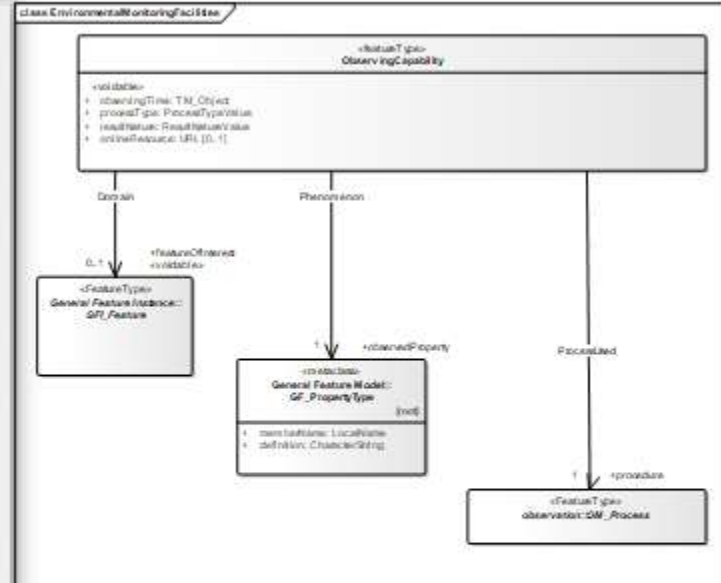 class EnvironmentalMonitoringFacilities
«featureType»
ObservingCapability
«voidable»
+ observingTime: TM_Object
+ processType: ProcessTypeValue
+ resultNature: ResultNatureValue
+ onlineResource: URL [0..1]
Domain
Phenomenon
0..1
+featureOfInterest
«voidable»
«FeatureType»
General Feature Instance::
GFI_Feature
ProcessUsed
1
+observedProperty
«metaclass»
General Feature Model::
GF_PropertyType
{root}
+ memberName: LocalName
+ definition: CharacterString
1
+procedure
«FeatureType»
observation::OM_Process